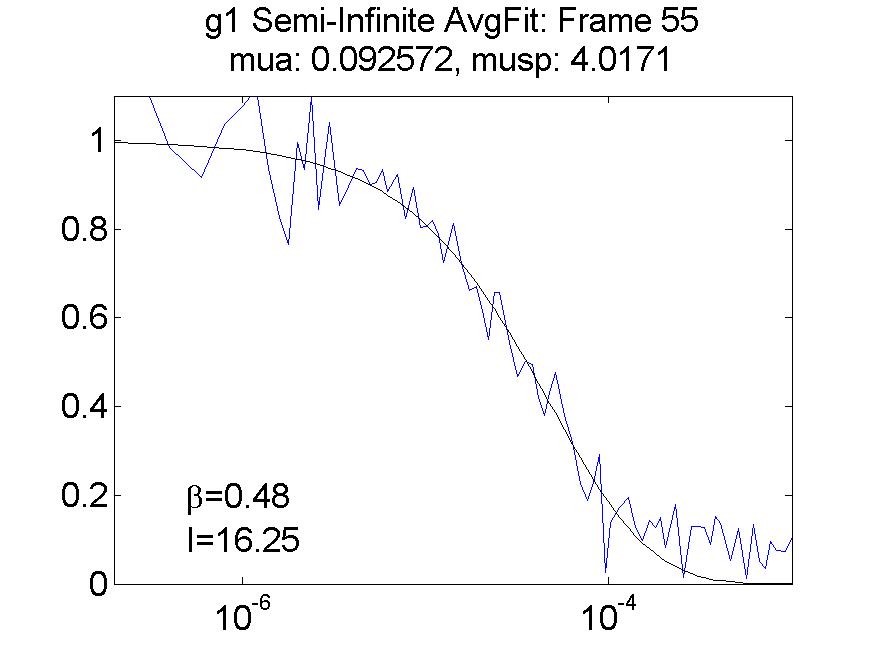 g1 Semi-Infinite AvgFit: Frame 55
mua: 0.092572, musp: 4.0171
1
0.8
0.6
0.4
0.2
0
β=0.48
I=16.25
10^-6
10^-4